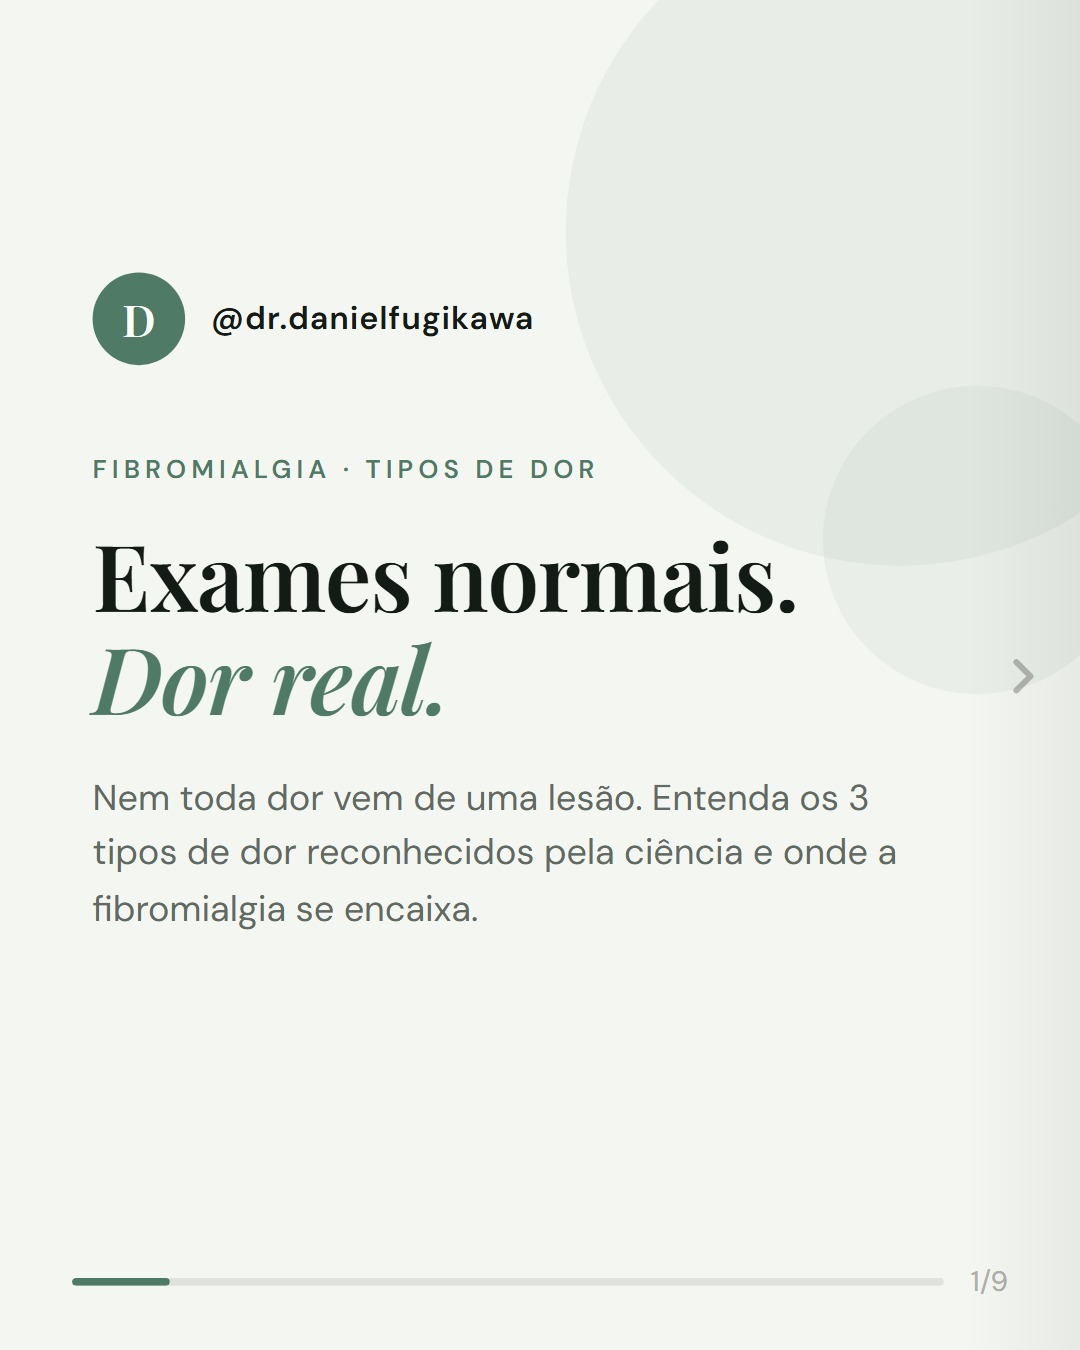 D
@dr.danielfugikawa
FIBROMIALGIA · TIPOS DE DOR
Exames normais.
Dor real.
Nem toda dor vem de uma lesão. Entenda os 3
tipos de dor reconhecidos pela ciência e onde a
fibromialgia se encaixa.
1/9